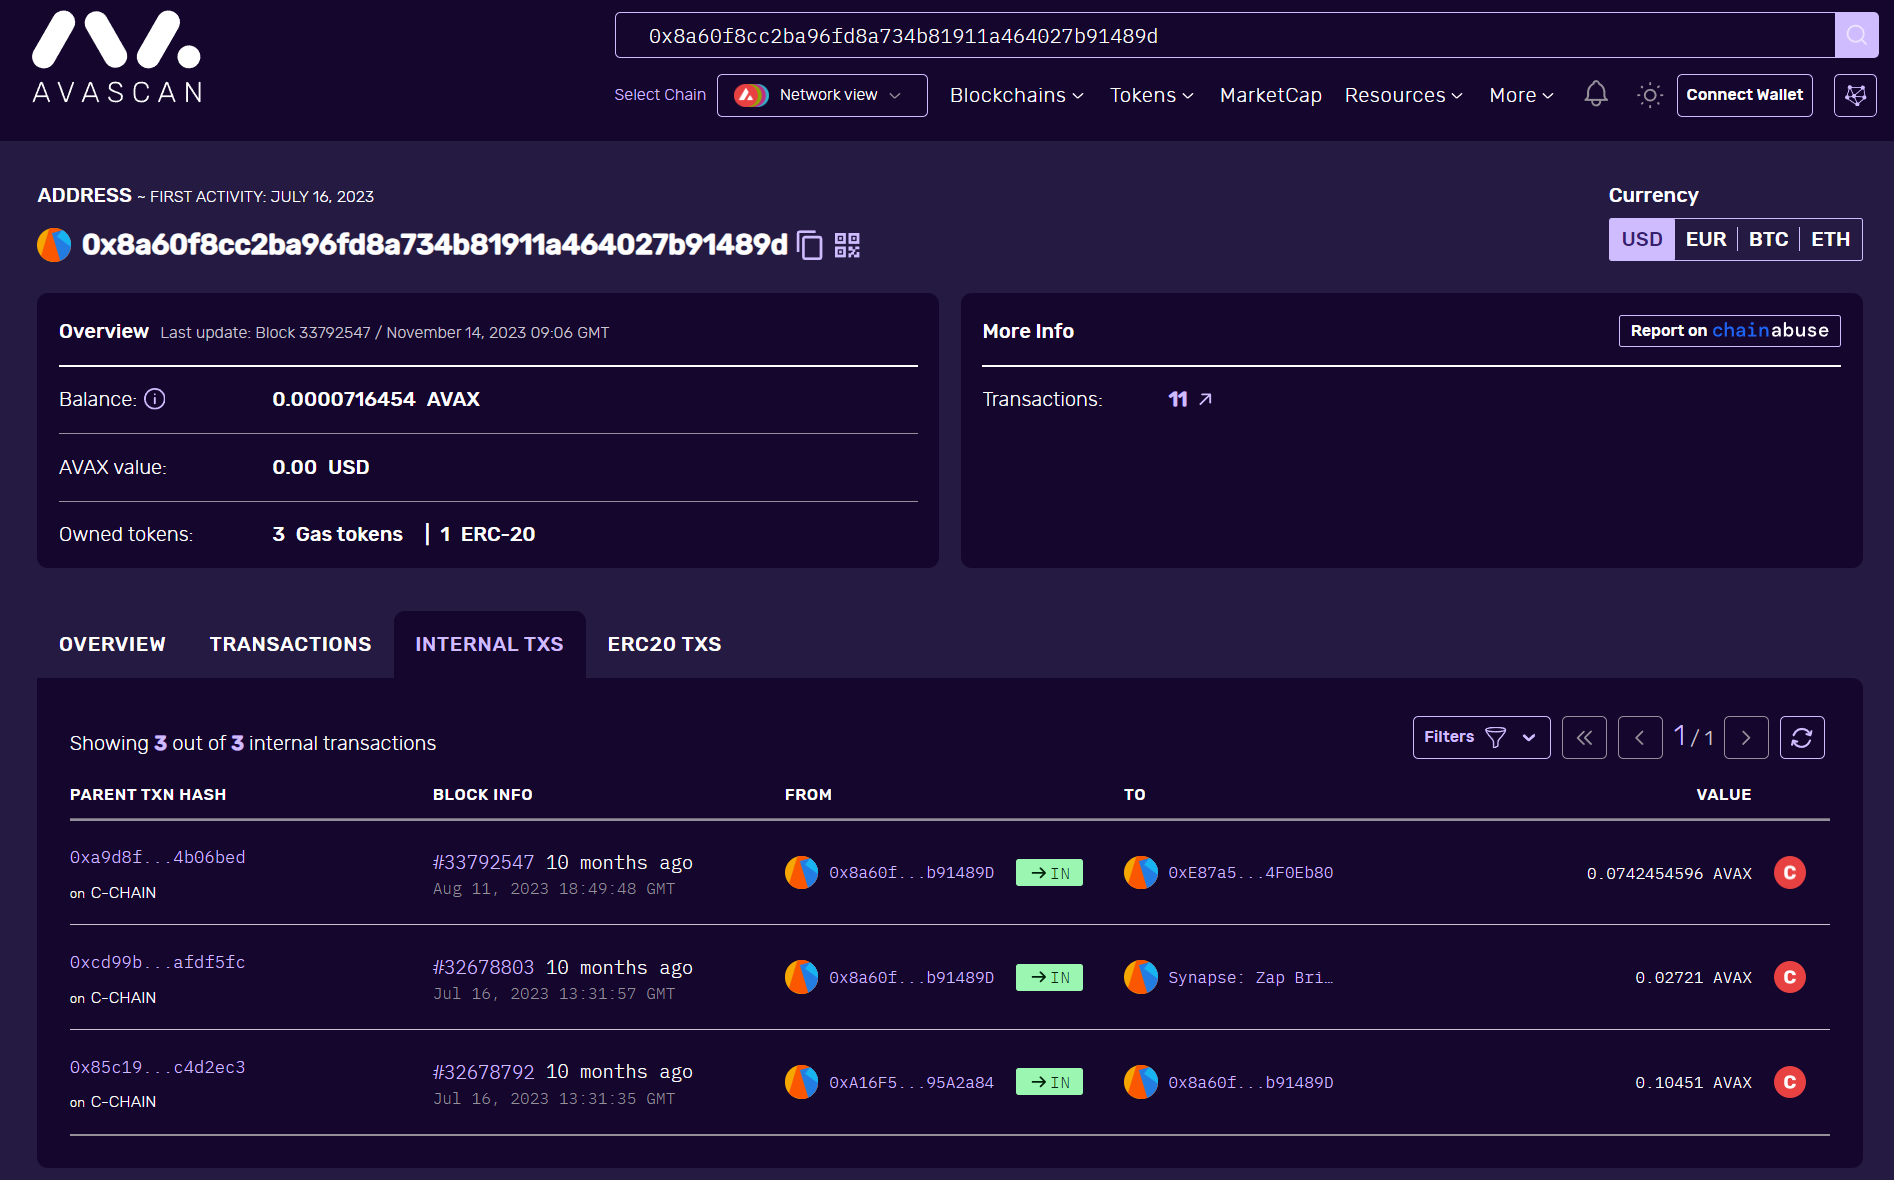 AVASCAN
0x8a60f8cc2ba96fd8a734b81911a464027b91489d
Select Chain Network view Blockchains Tokens MarketCap Resources More Connect Wallet
ADDRESS ~ FIRST ACTIVITY: JULY 16, 2023
0x8a60f8cc2ba96fd8a734b81911a464027b91489d
Currency
USD EUR BTC ETH
Overview Last update: Block 33792547 / November 14, 2023 09:06 GMT
Balance: 0.0000716454 AVAX
AVAX value: 0.00 USD
Owned tokens: 3 Gas tokens | 1 ERC-20
More Info Report on chainabuse
Transactions: 11
OVERVIEW TRANSACTIONS INTERNAL TXS ERC20 TXS
Showing 3 out of 3 internal transactions Filters 1 / 1
PARENT TXN HASH BLOCK INFO FROM TO VALUE
0xa9d8f...4b06bed #33792547 10 months ago 0x8a60f...b91489D IN 0xE87a5...4F0Eb80 0.0742454596 AVAX C
on C-CHAIN Aug 11, 2023 18:49:48 GMT
0xcd99b...afdf5fc #32678803 10 months ago 0x8a60f...b91489D IN Synapse: Zap Bri… 0.02721 AVAX C
on C-CHAIN Jul 16, 2023 13:31:57 GMT
0x85c19...c4d2ec3 #32678792 10 months ago 0xA16F5...95A2a84 IN 0x8a60f...b91489D 0.10451 AVAX C
on C-CHAIN Jul 16, 2023 13:31:35 GMT